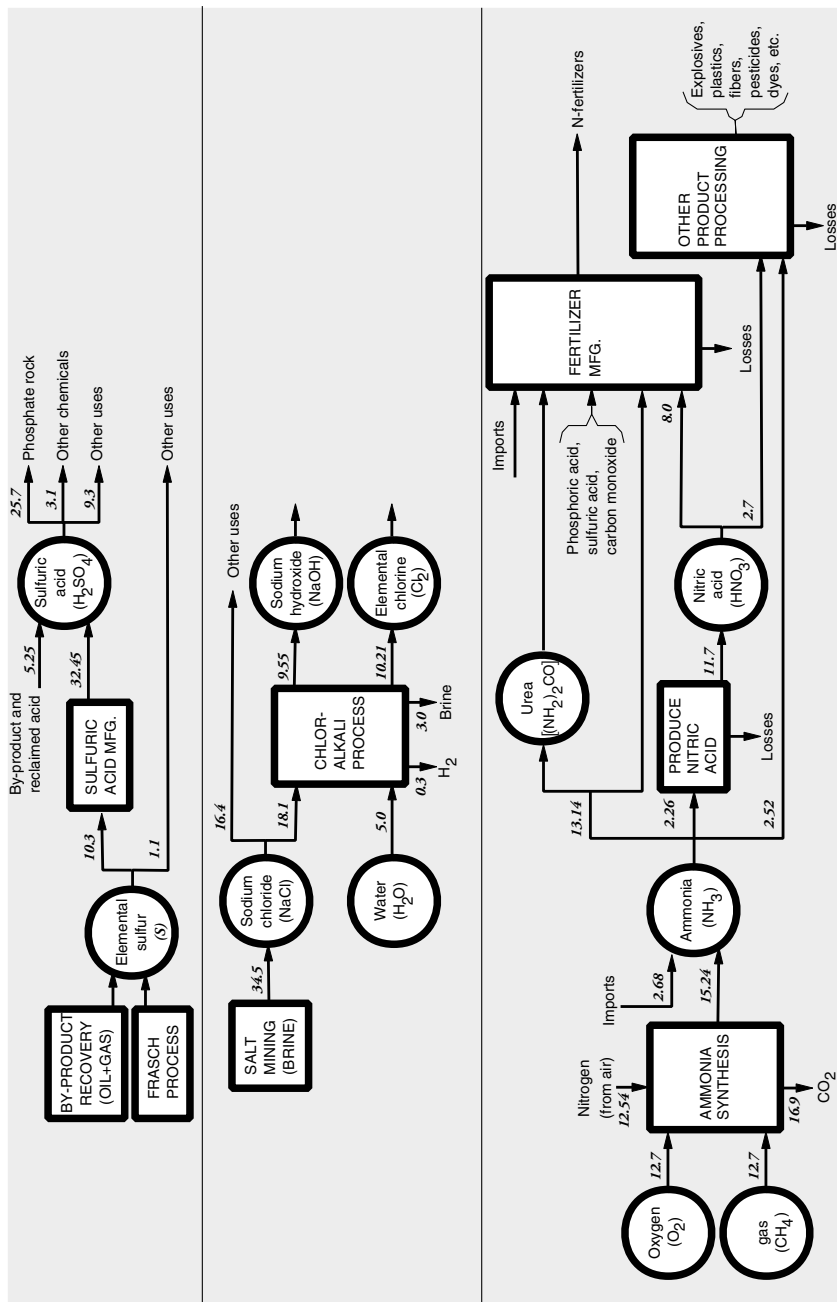 BY-PRODUCT
RECOVERY
(OIL+GAS)
FRASCH
PROCESS
Elemental
sulfur
(S)
10.3
1.1
SULFURIC
ACID MFG.
By-product and
reclaimed acid
5.25
32.45
Sulfuric
acid
(H2SO4)
25.7
Phosphate rock
3.1
Other chemicals
9.3
Other uses
Other uses
SALT
MINING
(BRINE)
34.5
Sodium
chloride
(NaCl)
Water
(H2O)
16.4
Other uses
18.1
5.0
CHLOR-
ALKALI
PROCESS
0.3
H2
3.0
Brine
9.55
10.21
Sodium
hydroxide
(NaOH)
Elemental
chlorine
(Cl2)
Oxygen
(O2)
gas
(CH4)
12.7
12.7
Nitrogen
(from air)
12.54
AMMONIA
SYNTHESIS
16.9
CO2
Imports
2.68
15.24
Ammonia
(NH3)
13.14
2.26
2.52
Urea
[(NH2)2CO]
PRODUCE
NITRIC
ACID
Losses
11.7
Nitric
acid
(HNO3)
8.0
2.7
Imports
Phosphoric acid,
sulfuric acid,
carbon monoxide
FERTILIZER
MFG.
Losses
N-fertilizers
OTHER
PRODUCT
PROCESSING
Losses
Explosives,
plastics,
fibers,
pesticides,
dyes, etc.